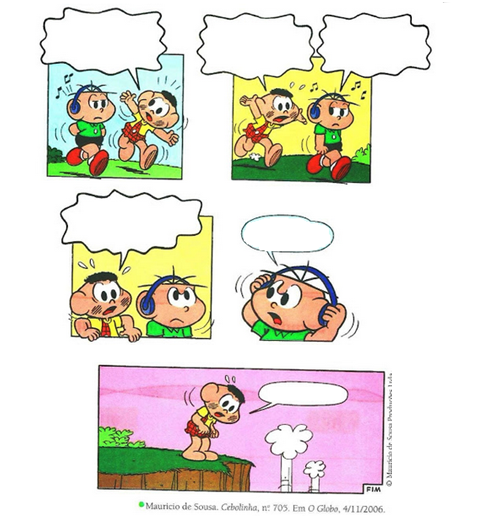 © Mauricio de Sousa Produções Ltda.
FIM
Mauricio de Sousa. Cebolinha, nº 705. Em O Globo, 4/11/2006.